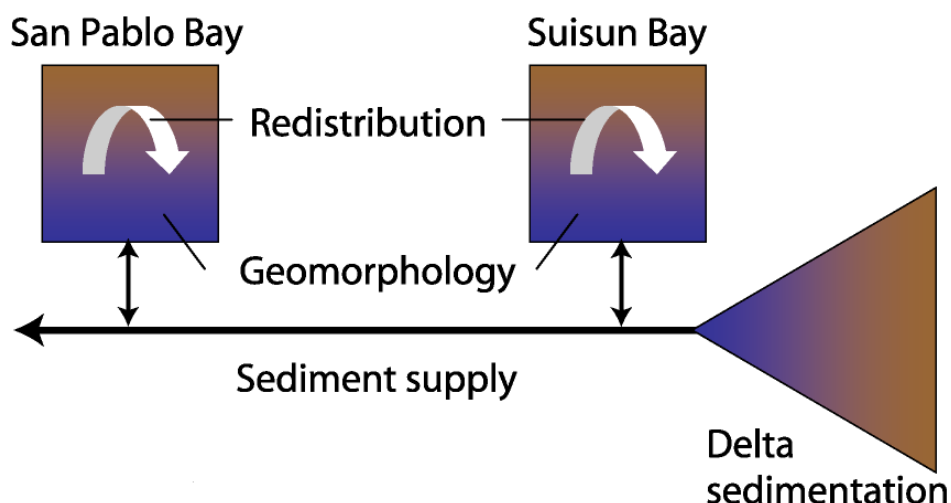 San Pablo Bay
Suisun Bay
Redistribution
Geomorphology
Sediment supply
Delta
sedimentation